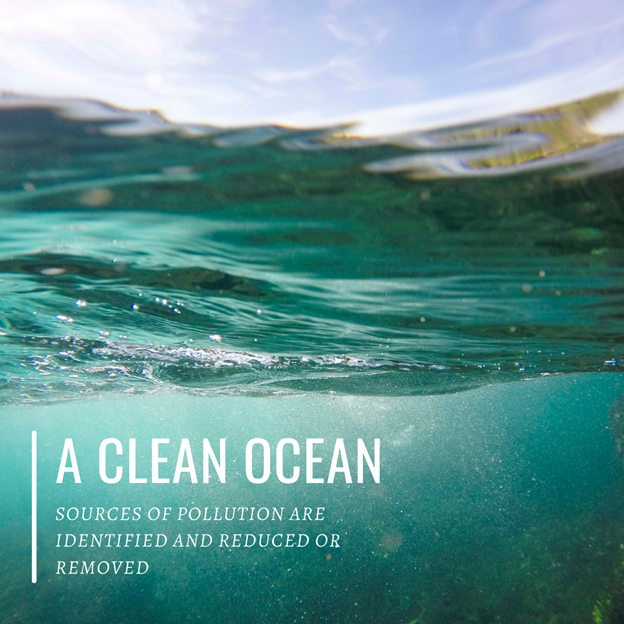 A CLEAN OCEAN
SOURCES OF POLLUTION ARE
IDENTIFIED AND REDUCED OR
REMOVED